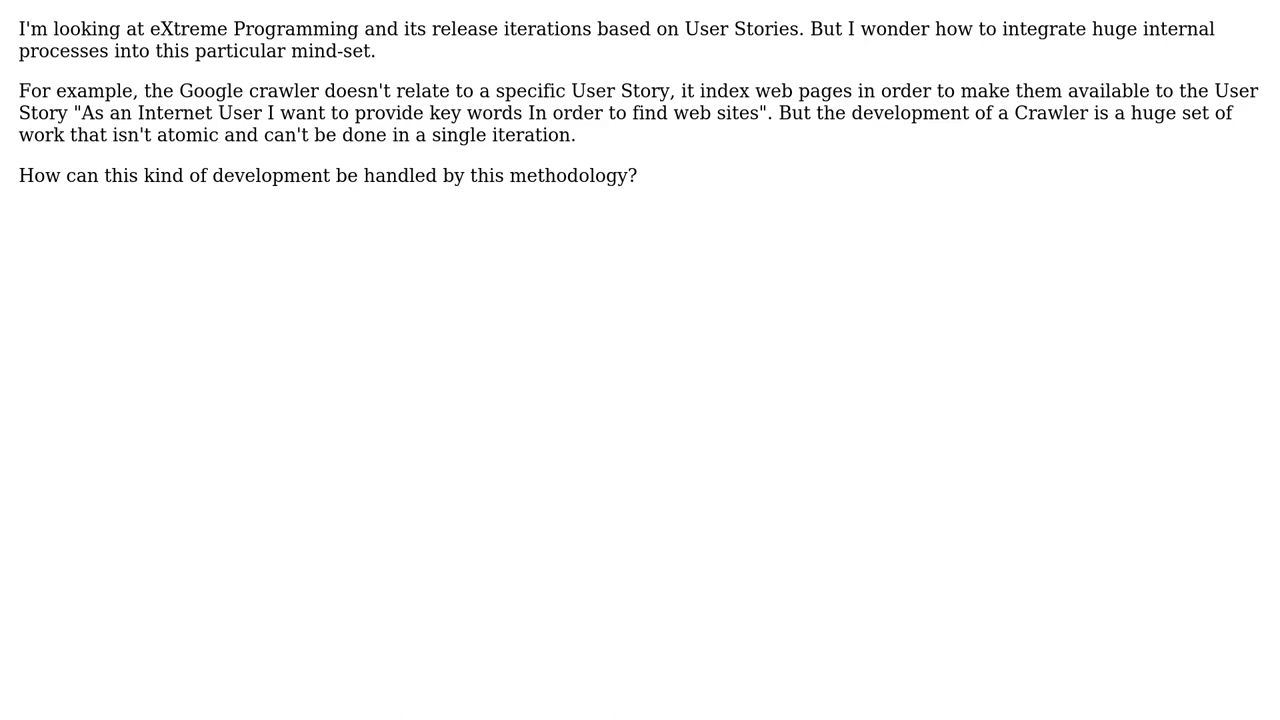 I'm looking at eXtreme Programming and its release iterations based on User Stories. But I wonder how to integrate huge internal
processes into this particular mind-set.
For example, the Google crawler doesn't relate to a specific User Story, it index web pages in order to make them available to the User
Story "As an Internet User I want to provide key words In order to find web sites". But the development of a Crawler is a huge set of
work that isn't atomic and can't be done in a single iteration.
How can this kind of development be handled by this methodology?